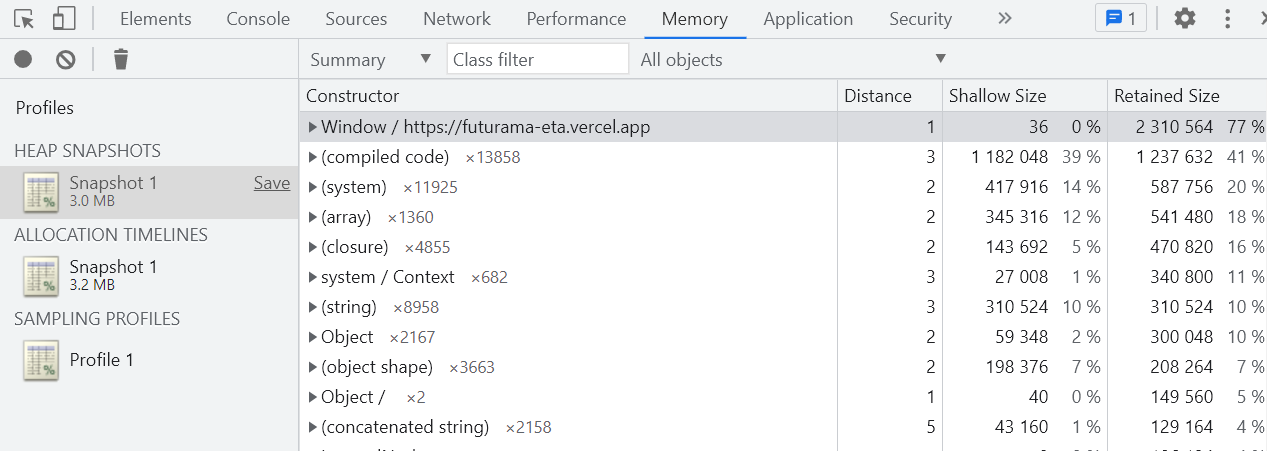 Elements Console Sources Network Performance Memory Application Security » 1
Summary ▼ Class filter All objects ▼
Profiles
HEAP SNAPSHOTS
Snapshot 1 Save
3.0 MB
ALLOCATION TIMELINES
Snapshot 1
3.2 MB
SAMPLING PROFILES
Profile 1
Constructor Distance Shallow Size Retained Size
Window / https://futurama-eta.vercel.app 1 36 0 % 2 310 564 77 %
(compiled code) ×13858 3 1 182 048 39 % 1 237 632 41 %
(system) ×11925 2 417 916 14 % 587 756 20 %
(array) ×1360 2 345 316 12 % 541 480 18 %
(closure) ×4855 2 143 692 5 % 470 820 16 %
system / Context ×682 3 27 008 1 % 340 800 11 %
(string) ×8958 3 310 524 10 % 310 524 10 %
Object ×2167 2 59 348 2 % 300 048 10 %
(object shape) ×3663 2 198 376 7 % 208 264 7 %
Object / ×2 1 40 0 % 149 560 5 %
(concatenated string) ×2158 5 43 160 1 % 129 164 4 %